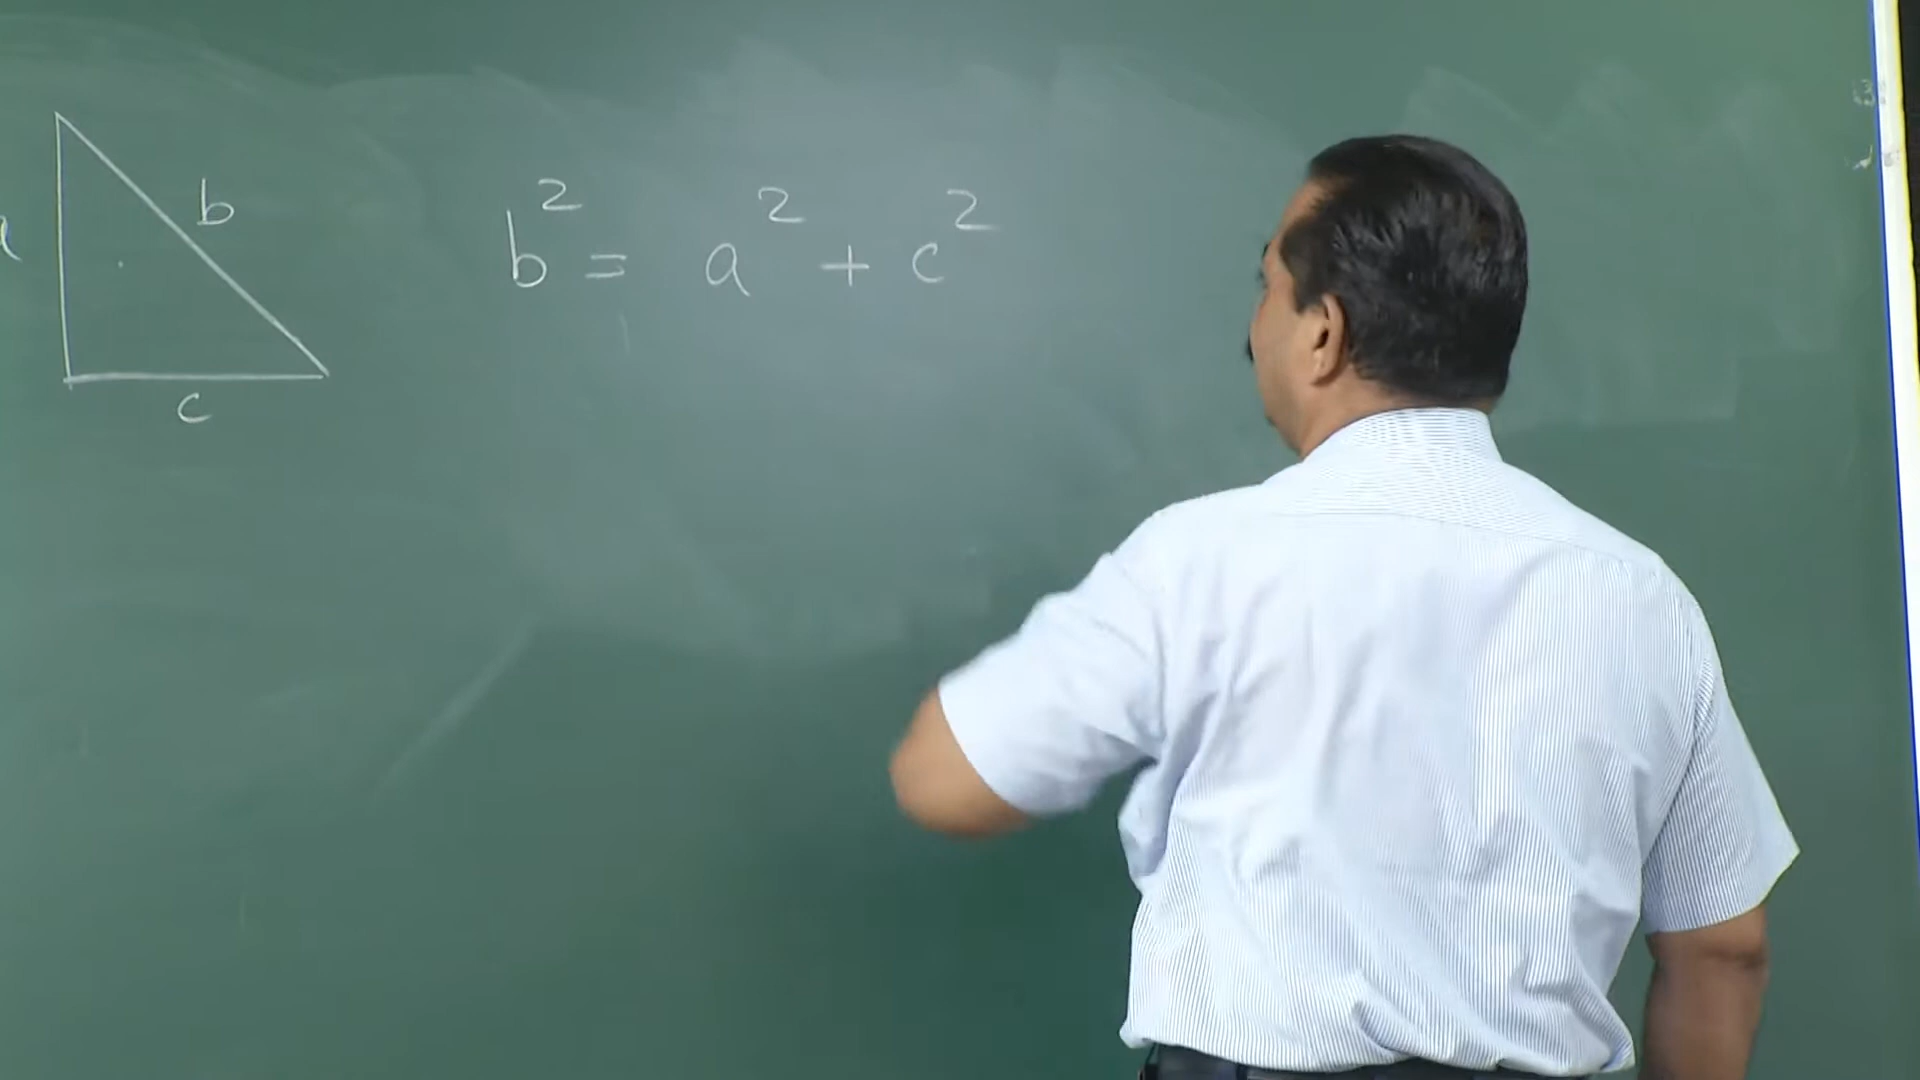 b
a
b² = a² + c²
c